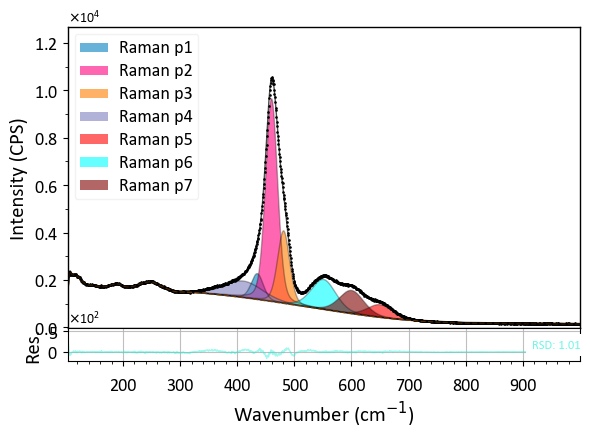 ×10⁴
1.2
1.0
0.8
0.6
0.4
0.2
0.0
Intensity (CPS)
Raman p1
Raman p2
Raman p3
Raman p4
Raman p5
Raman p6
Raman p7
×10²
5
0
Res.
RSD: 1.01
200 300 400 500 600 700 800 900
Wavenumber (cm⁻¹)